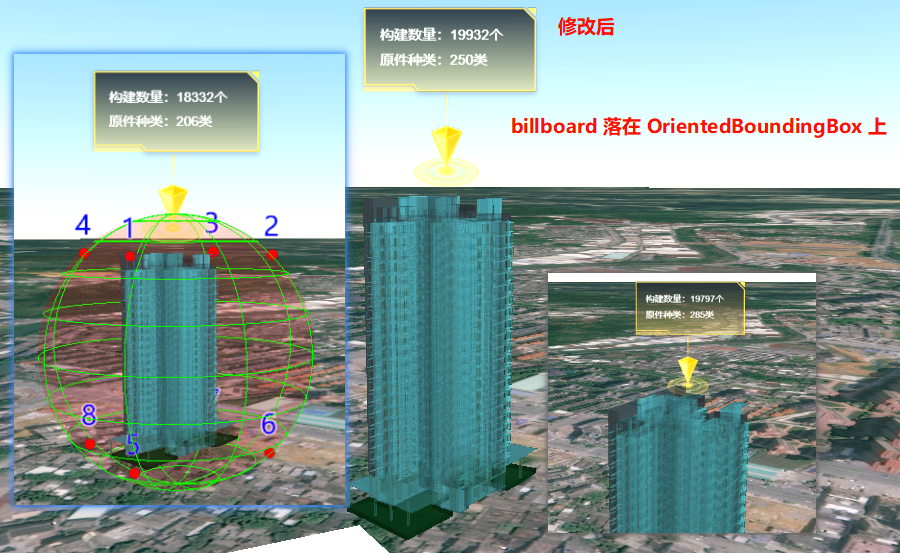 修改后
构建数量：19932个
原件种类：250类
billboard 落在 OrientedBoundingBox 上
构建数量：18332个
原件种类：206类
4
1
3
2
8
5
6
构建数量：19797个
原件种类：285类